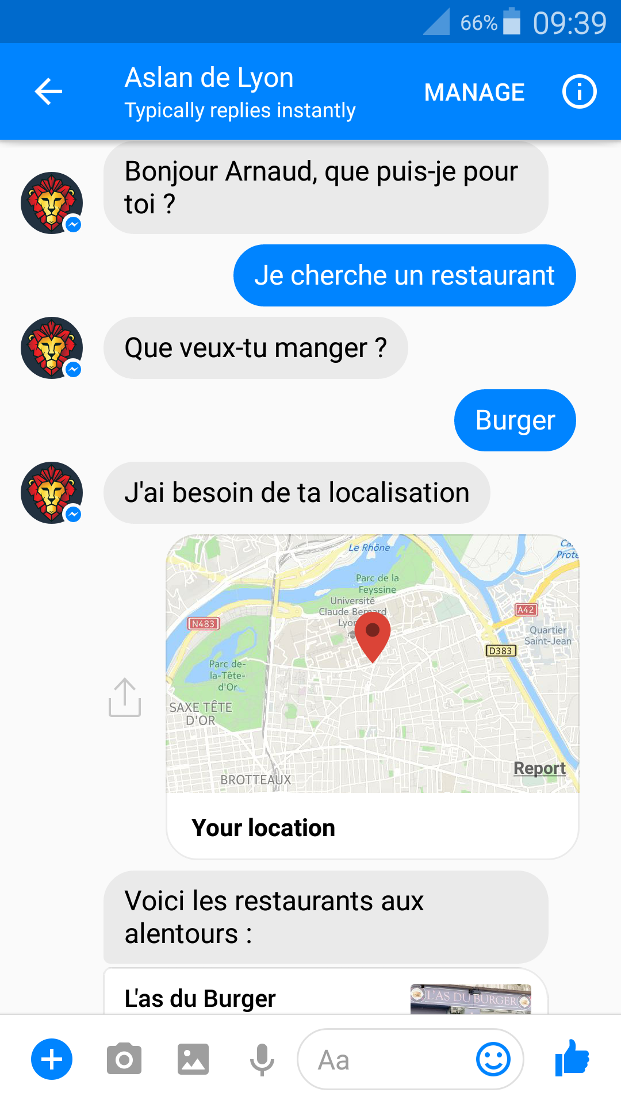 66% 09:39
Aslan de Lyon
Typically replies instantly
MANAGE
Bonjour Arnaud, que puis-je pour
toi ?
Je cherche un restaurant
Que veux-tu manger ?
Burger
J'ai besoin de ta localisation
Le Rhône
Ca.
Prote
Parc de la
Feyssine
Université
Claude Bernard
Lyo
N483
A42
Quartier
Saint-Jean
D383
Parc de-
la-Tête-
d'Or
SAXE TÊTE
D'OR
BROTTEAUX
Report
Your location
Voici les restaurants aux
alentours :
L'as du Burger
L'AS DU BURGER
Aa